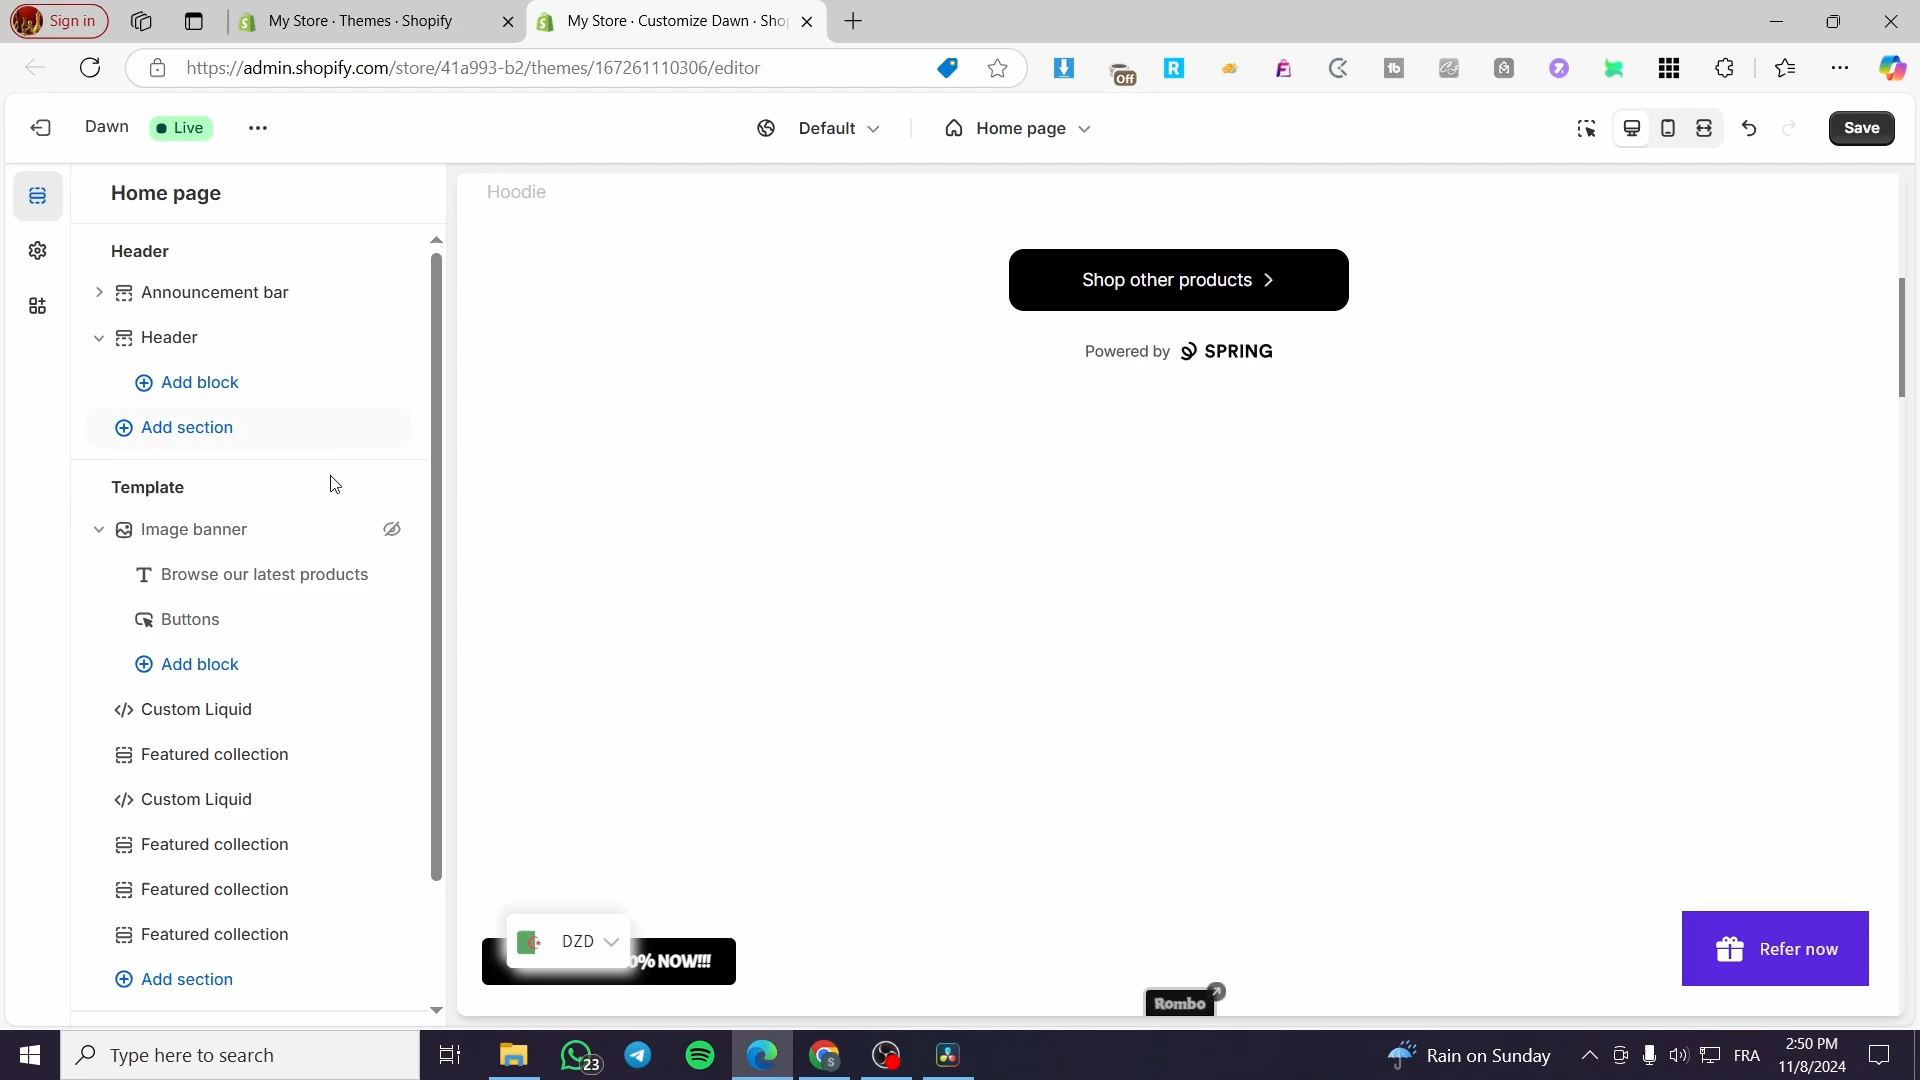 Sign in
My Store · Themes · Shopify
My Store · Customize Dawn · Sho
https://admin.shopify.com/store/41a993-b2/themes/167261110306/editor
Off
Dawn
Live
Default
Home page
Save
Home page
Header
Announcement bar
Header
Add block
Add section
Template
Image banner
Browse our latest products
Buttons
Add block
Custom Liquid
Featured collection
Custom Liquid
Featured collection
Featured collection
Featured collection
Add section
Hoodie
Shop other products
Powered by SPRING
DZD
0% NOW!!!
Refer now
Rombo
Type here to search
23
Rain on Sunday
FRA
2:50 PM
11/8/2024